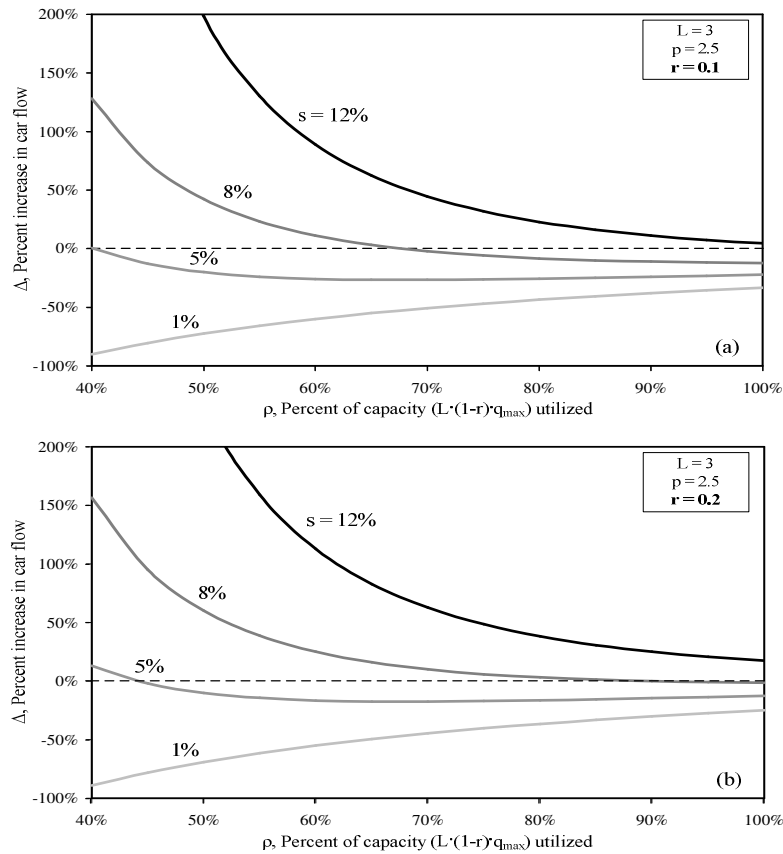 200%
150%
100%
50%
0%
-50%
-100%
Δ, Percent increase in car flow
L = 3
p = 2.5
r = 0.1
s = 12%
8%
5%
1%
(a)
40% 50% 60% 70% 80% 90% 100%
ρ, Percent of capacity (L·(1-r)·qmax) utilized
200%
150%
100%
50%
0%
-50%
-100%
Δ, Percent increase in car flow
L = 3
p = 2.5
r = 0.2
s = 12%
8%
5%
1%
(b)
40% 50% 60% 70% 80% 90% 100%
ρ, Percent of capacity (L·(1-r)·qmax) utilized